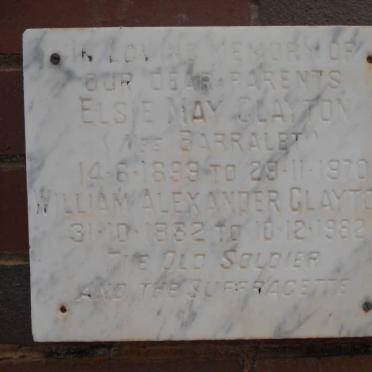 IN LOVING MEMORY OF
OUR DEAR PARENTS
ELSIE MAY CLAYTON
(NEE BARRALET)
14·6·1899 TO 29·11·1970
WILLIAM ALEXANDER CLAYTON
31·10·1882 TO 10·12·1982
THE OLD SOLDIER
AND THE SUFFRAGETTE